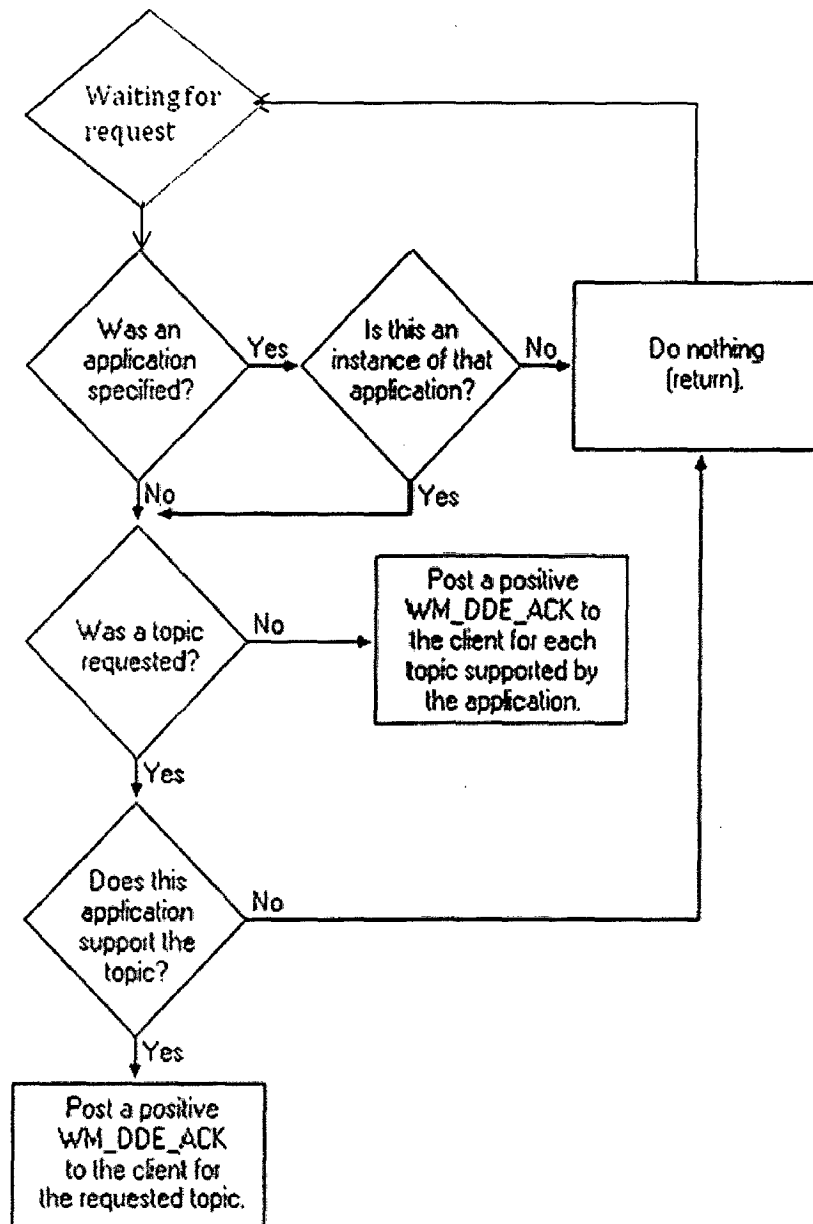 Waiting for
request
Was an
application
specified?
Yes
Is this an
instance of that
application?
No
Do nothing
(return).
No
Yes
Was a topic
requested?
No
Post a positive
WM_DDE_ACK to
the client for each
topic supported by
the application.
Yes
Does this
application
support the
topic?
No
Yes
Post a positive
WM_DDE_ACK
to the client for
the requested topic.